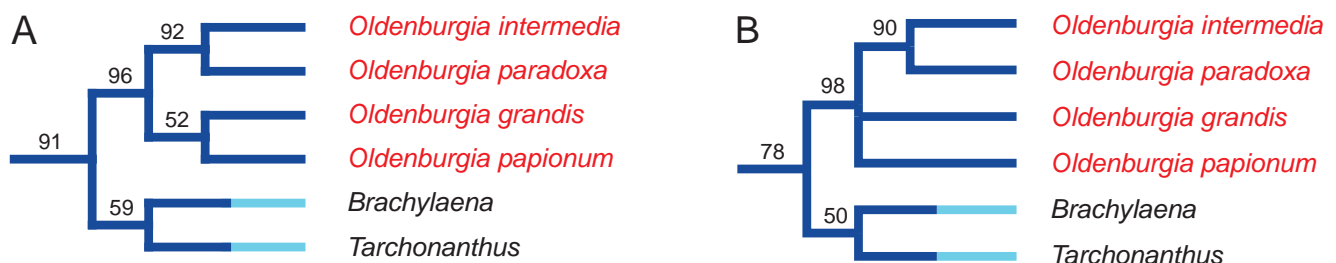 A
92
Oldenburgia intermedia
Oldenburgia paradoxa
96
52
Oldenburgia grandis
Oldenburgia papionum
91
59
Brachylaena
Tarchonanthus
B
90
Oldenburgia intermedia
Oldenburgia paradoxa
98
Oldenburgia grandis
Oldenburgia papionum
78
50
Brachylaena
Tarchonanthus